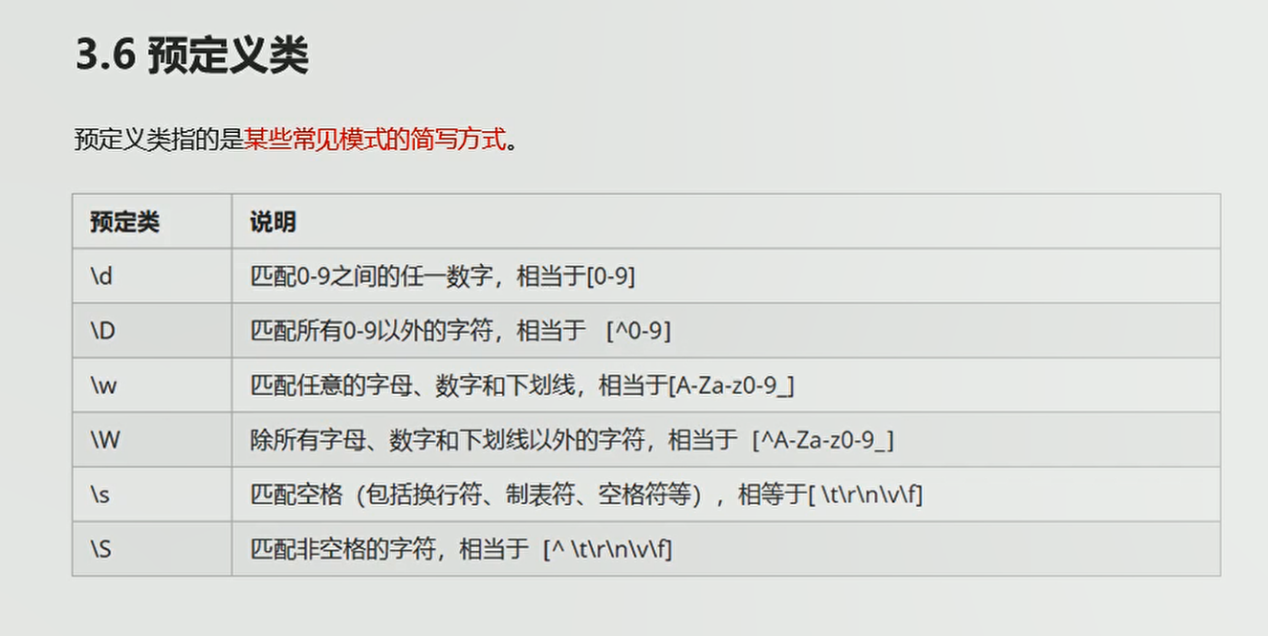 3.6 预定义类
预定义类指的是某些常见模式的简写方式。
预定类 说明
\d 匹配0-9之间的任一数字，相当于[0-9]
\D 匹配所有0-9以外的字符，相当于 [^0-9]
\w 匹配任意的字母、数字和下划线，相当于[A-Za-z0-9_]
\W 除所有字母、数字和下划线以外的字符，相当于 [^A-Za-z0-9_]
\s 匹配空格（包括换行符、制表符、空格符等），相等于[ \t\r\n\v\f]
\S 匹配非空格的字符，相当于 [^ \t\r\n\v\f]